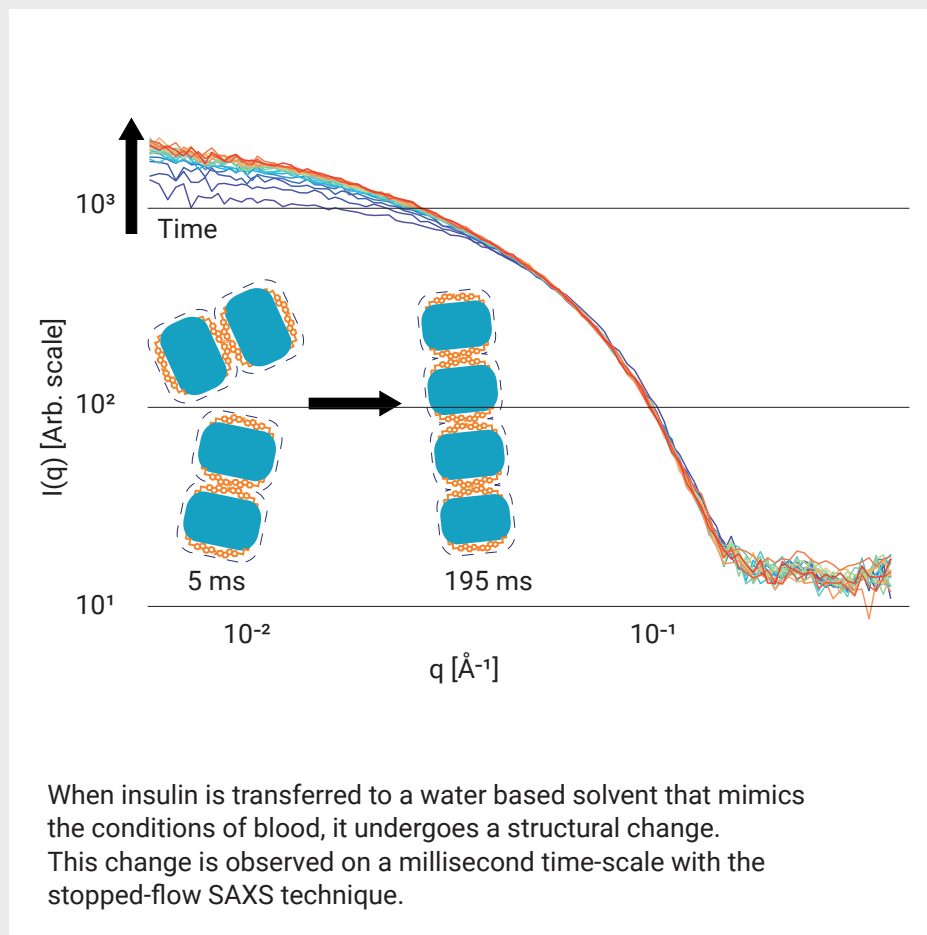 10³
Time
I(q) [Arb. scale]
10²
5 ms
195 ms
10¹
10⁻²
10⁻¹
q [Å⁻¹]
When insulin is transferred to a water based solvent that mimics
the conditions of blood, it undergoes a structural change.
This change is observed on a millisecond time-scale with the
stopped-flow SAXS technique.